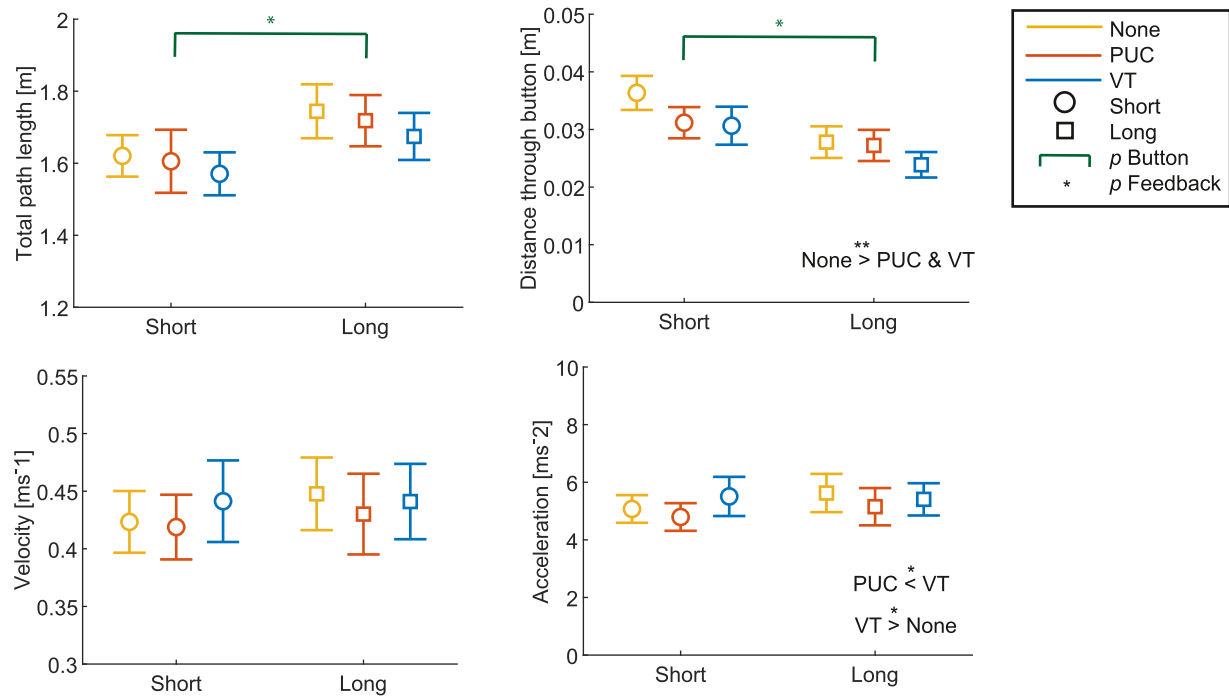 Total path length [m]
2
1.8
1.6
1.4
1.2
*
Short Long
Distance through button [m]
0.05
0.04
0.03
0.02
0.01
0
*
**
None > PUC & VT
Short Long
None
PUC
VT
Short
Long
p Button
* p Feedback
Velocity [ms^-1]
0.55
0.5
0.45
0.4
0.35
0.3
Short Long
Acceleration [ms^-2]
10
8
6
4
2
0
*
PUC < VT
*
VT > None
Short Long